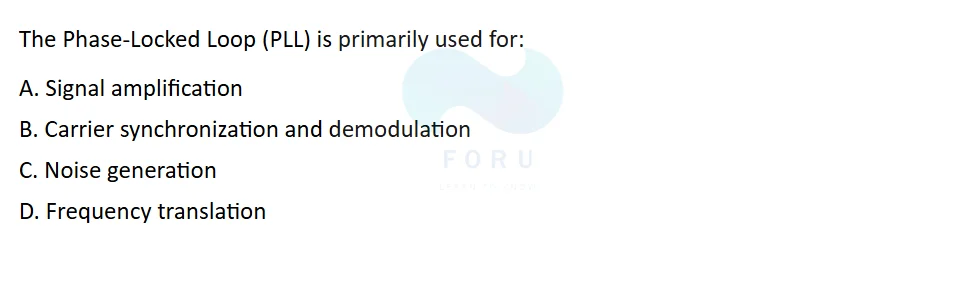 The Phase-Locked Loop (PLL) is primarily used for:
A. Signal amplification
B. Carrier synchronization and demodulation
FORU
C. Noise generation
D. Frequency translation